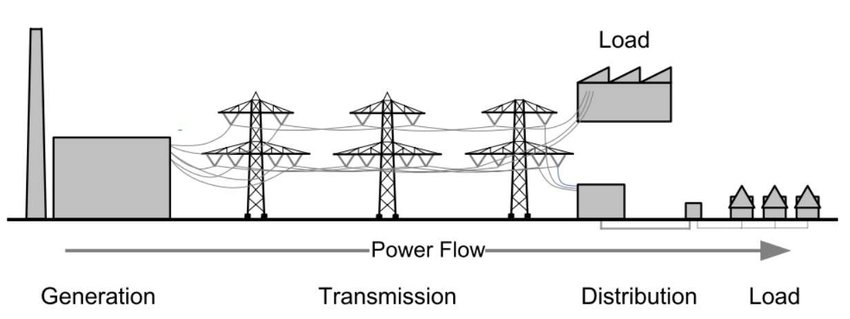 Load
Power Flow
Generation
Transmission
Distribution
Load